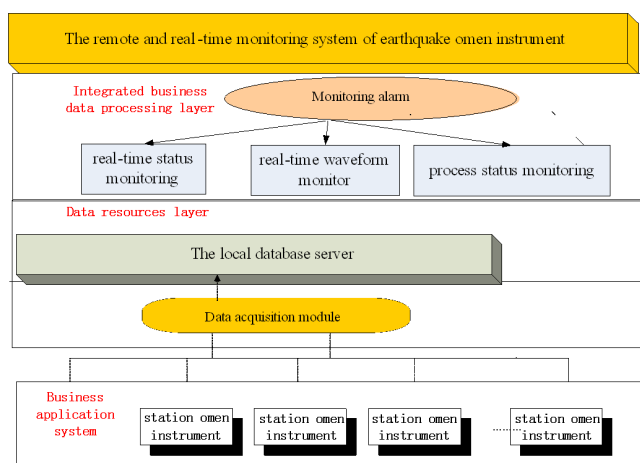 The remote and real-time monitoring system of earthquake omen instrument
Integrated business
data processing layer
Monitoring alarm
real-time status
monitoring
real-time waveform
monitor
process status monitoring
Data resources layer
The local database server
Data acquisition module
Business
application
system
station omen
instrument
station omen
instrument
station omen
instrument
station omen
instrument